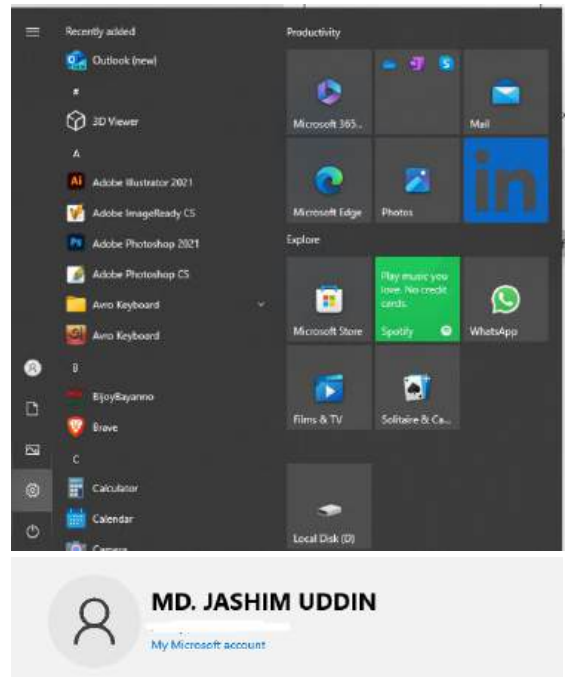 Recently added
Outlook (new)
#
3D Viewer
A
Adobe Illustrator 2021
Adobe ImageReady CS
Adobe Photoshop 2021
Adobe Photoshop CS
Avro Keyboard
Avro Keyboard
B
BijoyBayanno
Brave
C
Calculator
Calendar
Camera
Productivity
Microsoft 365...
Mail
Microsoft Edge
Photos
in
Explore
Microsoft Store
Play music you
love. No credit
cards.
Spotify
WhatsApp
Films & TV
Solitaire & Ca...
Local Disk (D)
MD. JASHIM UDDIN
My Microsoft account